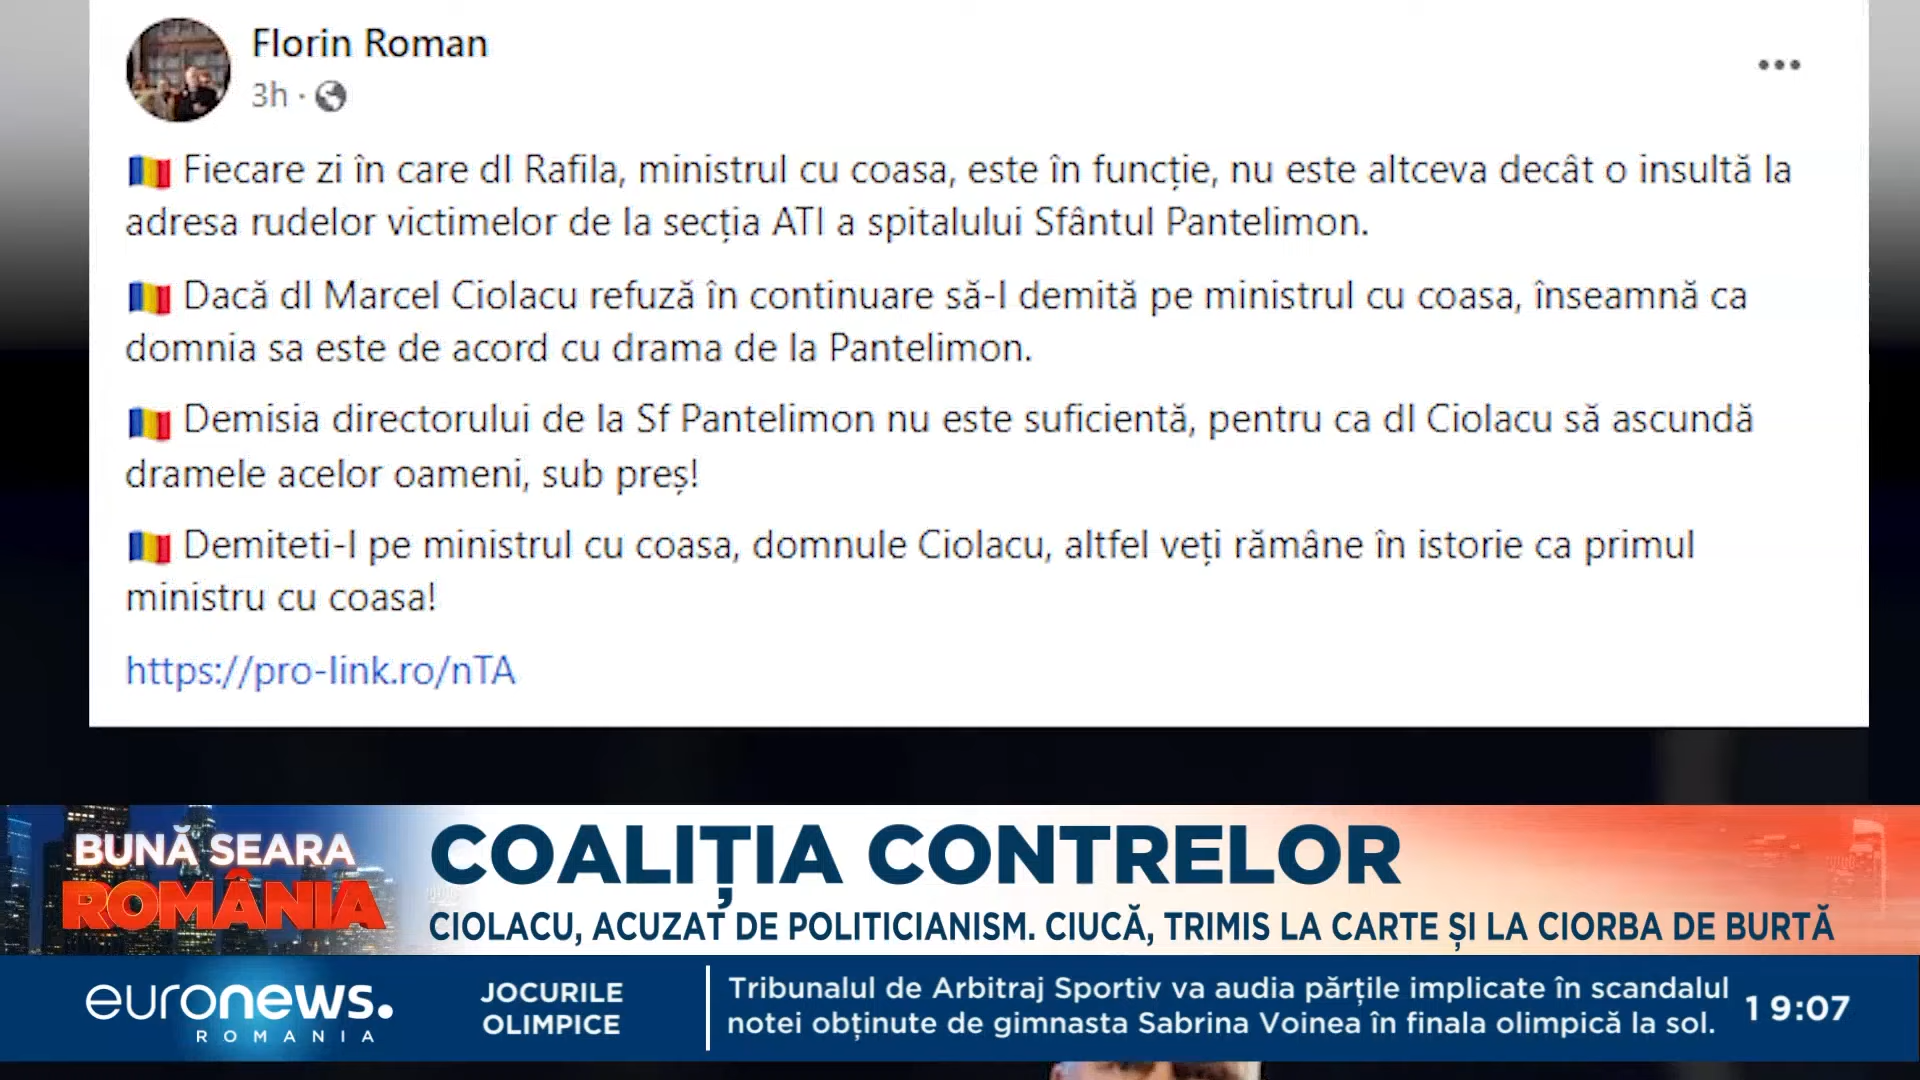 Florin Roman
3h ·
🇷🇴 Fiecare zi în care dl Rafila, ministrul cu coasa, este în funcție, nu este altceva decât o insultă la
adresa rudelor victimelor de la secția ATI a spitalului Sfântul Pantelimon.
🇷🇴 Dacă dl Marcel Ciolacu refuză în continuare să-l demită pe ministrul cu coasa, înseamnă ca
domnia sa este de acord cu drama de la Pantelimon.
🇷🇴 Demisia directorului de la Sf Pantelimon nu este suficientă, pentru ca dl Ciolacu să ascundă
dramele acelor oameni, sub preș!
🇷🇴 Demiteti-l pe ministrul cu coasa, domnule Ciolacu, altfel veți rămâne în istorie ca primul
ministru cu coasa!
https://pro-link.ro/nTA
BUNĂ SEARA
ROMÂNIA
COALIȚIA CONTRELOR
CIOLACU, ACUZAT DE POLITICIANISM. CIUCĂ, TRIMIS LA CARTE ȘI LA CIORBA DE BURTĂ
euronews.
ROMANIA
JOCURILE
OLIMPICE
Tribunalul de Arbitraj Sportiv va audia părțile implicate în scandalul
notei obținute de gimnasta Sabrina Voinea în finala olimpică la sol.
19:07